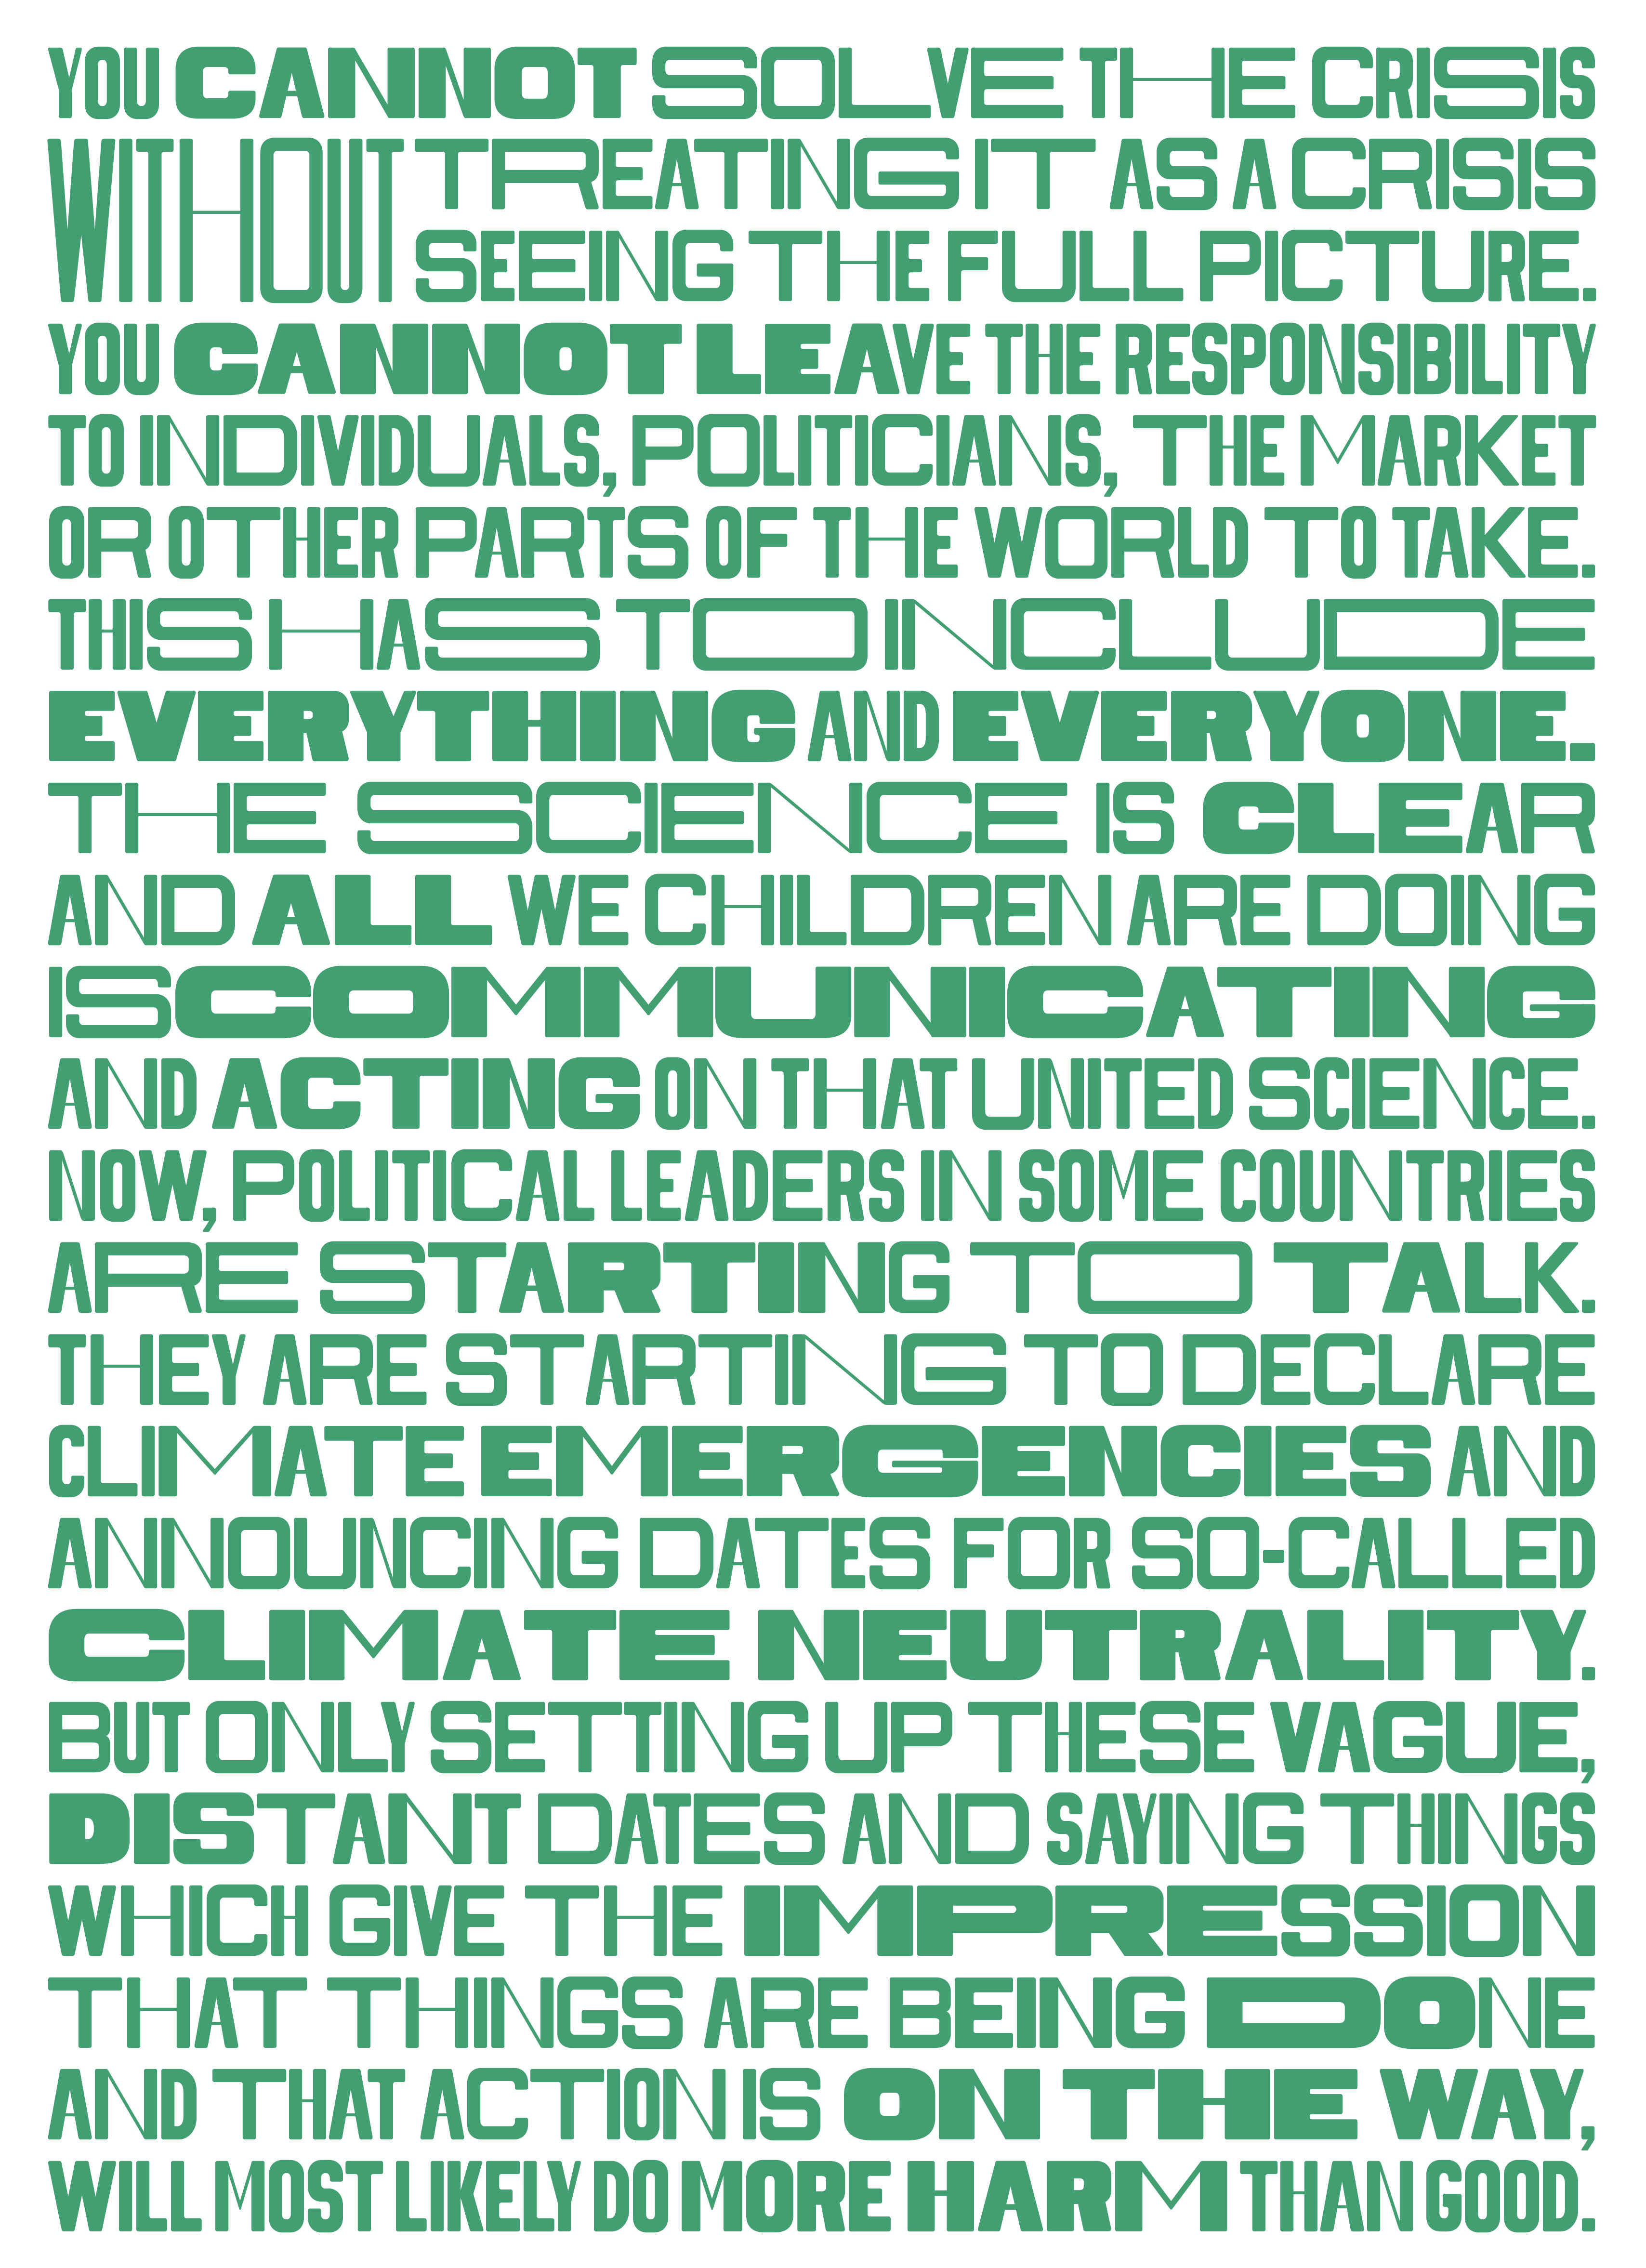 YOU CANNOT SOLVE THE CRISIS
WITHOUT TREATING IT AS A CRISIS
SEEING THE FULL PICTURE.
YOU CANNOT LEAVE THE RESPONSIBILITY
TO INDIVIDUALS, POLITICIANS, THE MARKET
OR OTHER PARTS OF THE WORLD TO TAKE.
THIS HAS TO INCLUDE
EVERYTHING AND EVERYONE.
THE SCIENCE IS CLEAR
AND ALL WE CHILDREN ARE DOING
IS COMMUNICATING
AND ACTING ON THAT UNITED SCIENCE.
NOW, POLITICAL LEADERS IN SOME COUNTRIES
ARE STARTING TO TALK.
THEY ARE STARTING TO DECLARE
CLIMATE EMERGENCIES AND
ANNOUNCING DATES FOR SO-CALLED
CLIMATE NEUTRALITY.
BUT ONLY SETTING UP THESE VAGUE,
DISTANT DATES AND SAYING THINGS
WHICH GIVE THE IMPRESSION
THAT THINGS ARE BEING DONE
AND THAT ACTION IS ON THE WAY,
WILL MOST LIKELY DO MORE HARM THAN GOOD.